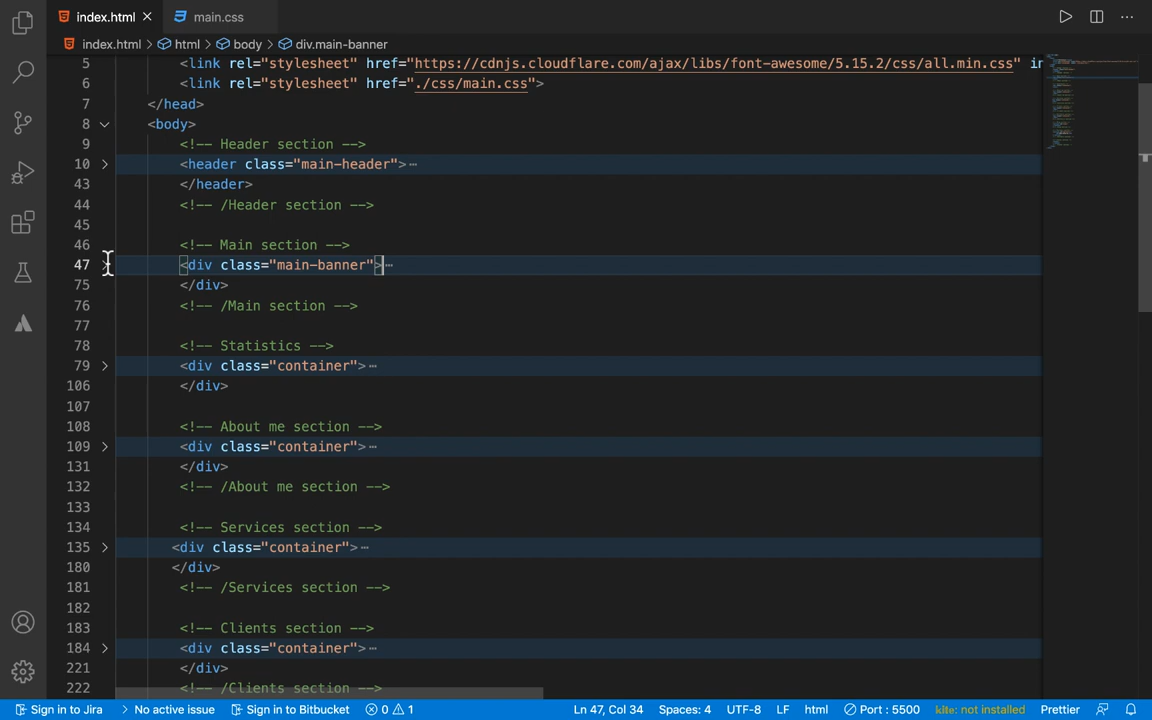 index.html main.css
index.html html body div.main-banner
5 <link rel="stylesheet" href="https://cdnjs.cloudflare.com/ajax/libs/font-awesome/5.15.2/css/all.min.css" in
6 <link rel="stylesheet" href="./css/main.css">
7 </head>
8 <body>
9 <!-- Header section -->
10 <header class="main-header">
43 </header>
44 <!-- /Header section -->
45
46 <!-- Main section -->
47 <div class="main-banner">
75 </div>
76 <!-- /Main section -->
77
78 <!-- Statistics -->
79 <div class="container">
106 </div>
107
108 <!-- About me section -->
109 <div class="container">
131 </div>
132 <!-- /About me section -->
133
134 <!-- Services section -->
135 <div class="container">
180 </div>
181 <!-- /Services section -->
182
183 <!-- Clients section -->
184 <div class="container">
221 </div>
222 <!-- /Clients section -->
Sign in to Jira No active issue Sign in to Bitbucket 0 1 Ln 47, Col 34 Spaces: 4 UTF-8 LF html Port : 5500 kite: not installed Prettier